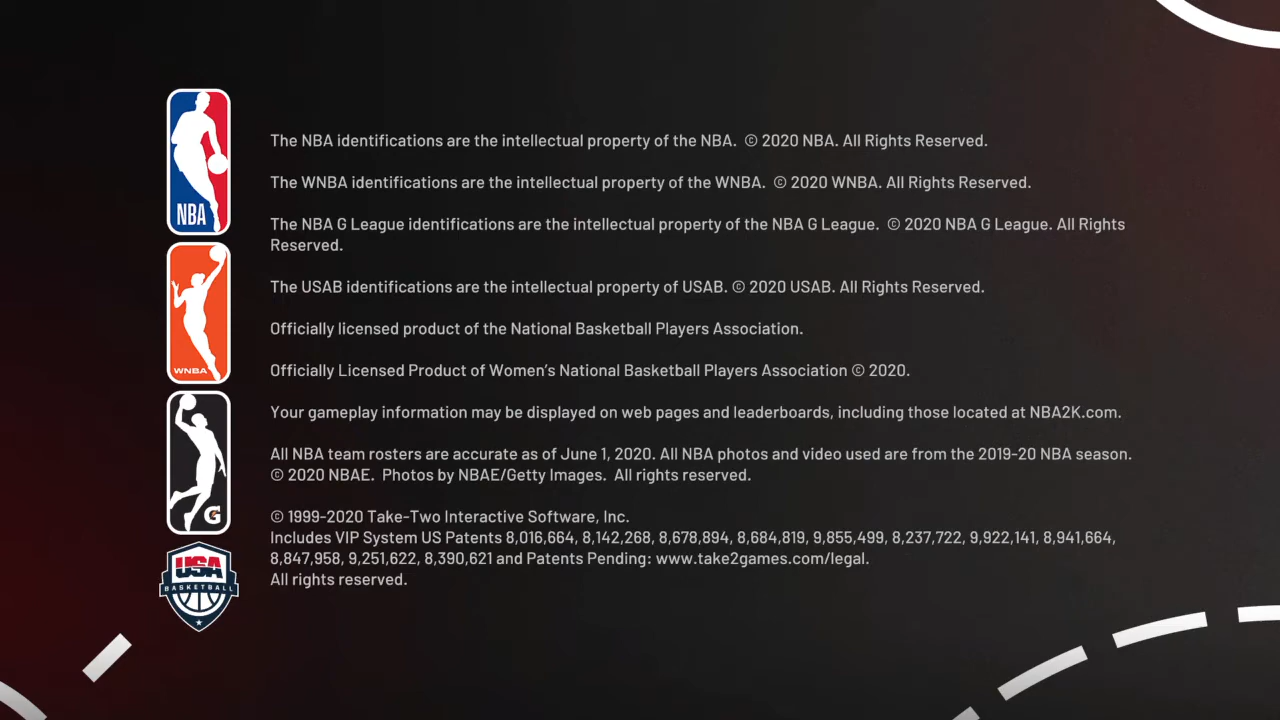 The NBA identifications are the intellectual property of the NBA.  © 2020 NBA. All Rights Reserved.
The WNBA identifications are the intellectual property of the WNBA.  © 2020 WNBA. All Rights Reserved.
The NBA G League identifications are the intellectual property of the NBA G League.  © 2020 NBA G League. All Rights
Reserved.
The USAB identifications are the intellectual property of USAB. © 2020 USAB. All Rights Reserved.
Officially licensed product of the National Basketball Players Association.
Officially Licensed Product of Women’s National Basketball Players Association © 2020.
Your gameplay information may be displayed on web pages and leaderboards, including those located at NBA2K.com.
All NBA team rosters are accurate as of June 1, 2020. All NBA photos and video used are from the 2019-20 NBA season.
© 2020 NBAE.  Photos by NBAE/Getty Images.  All rights reserved.
© 1999-2020 Take-Two Interactive Software, Inc.
Includes VIP System US Patents 8,016,664, 8,142,268, 8,678,894, 8,684,819, 9,855,499, 8,237,722, 9,922,141, 8,941,664,
8,847,958, 9,251,622, 8,390,621 and Patents Pending: www.take2games.com/legal.
All rights reserved.
NBA
WNBA
G
USA
BASKETBALL